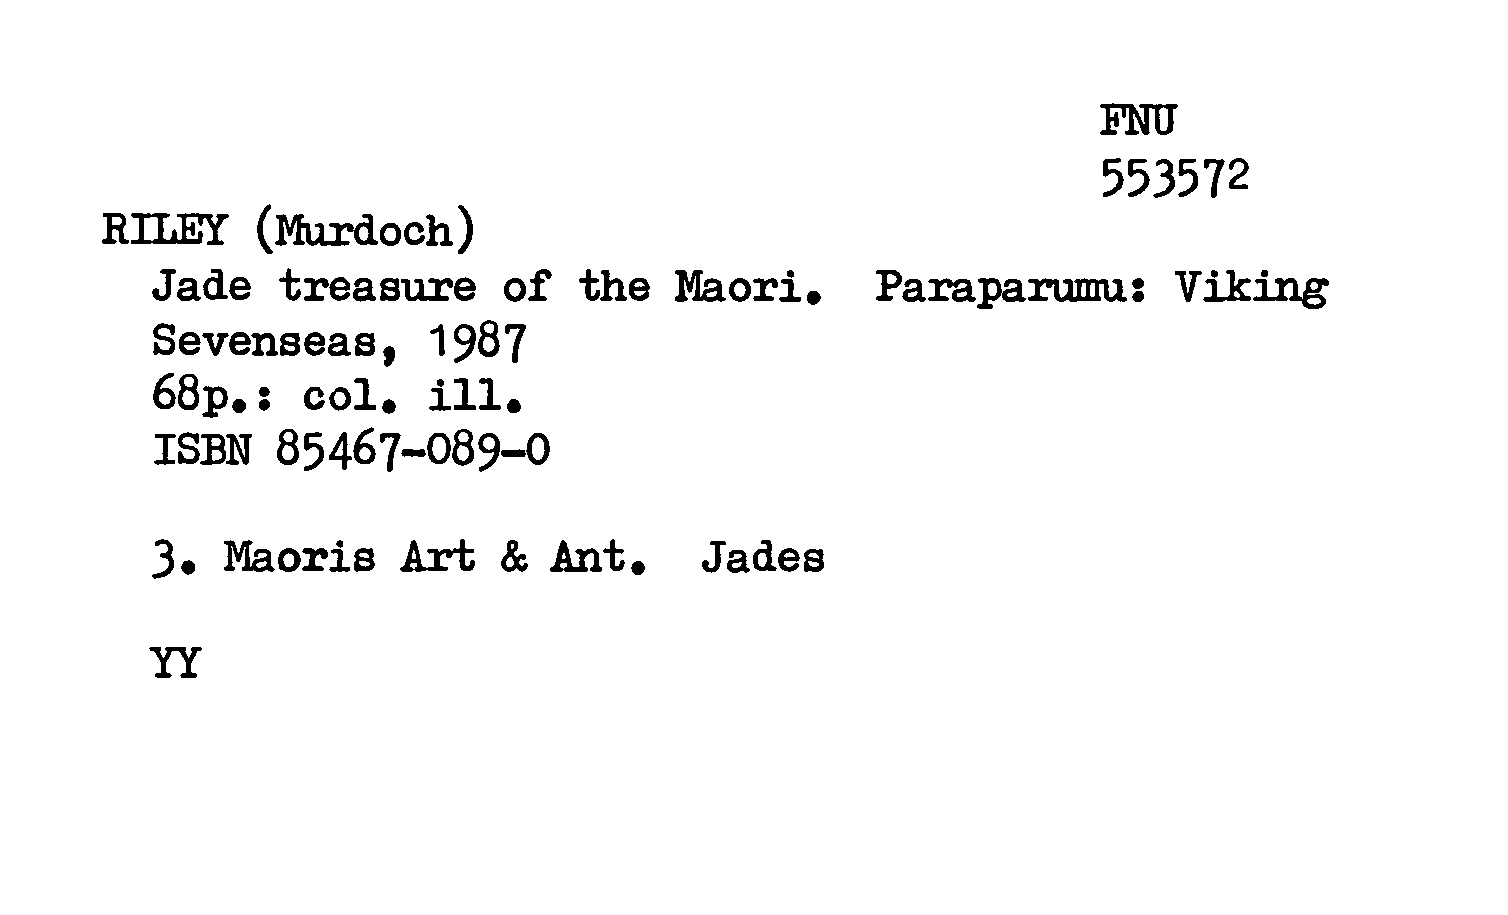 FNU
553572
RILEY (Murdoch)
Jade treasure of the Maori. Paraparumu: Viking
Sevenseas, 1987
68p.: col. ill.
ISBN 85467-089-0
3. Maoris Art & Ant. Jades
YY